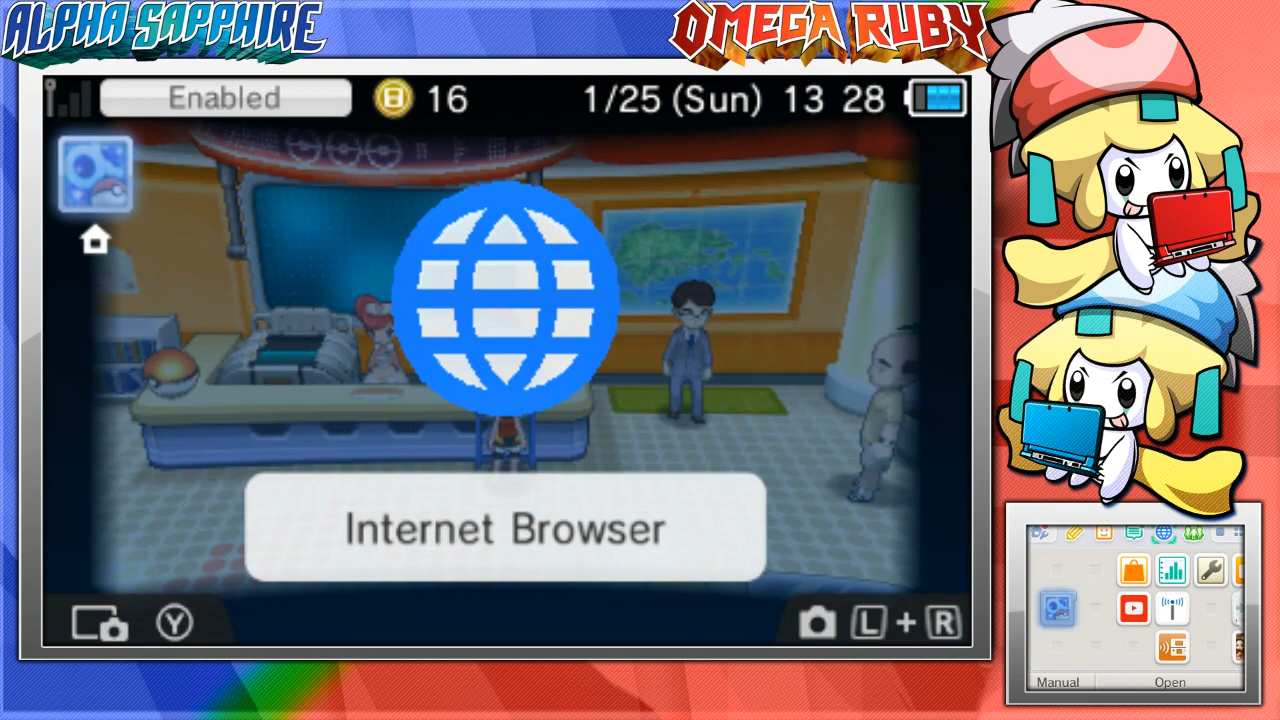 ALPHA SAPPHIRE
OMEGA RUBY
Enabled
16
1/25 (Sun) 13 28
Internet Browser
Y
L + R
Manual
Open